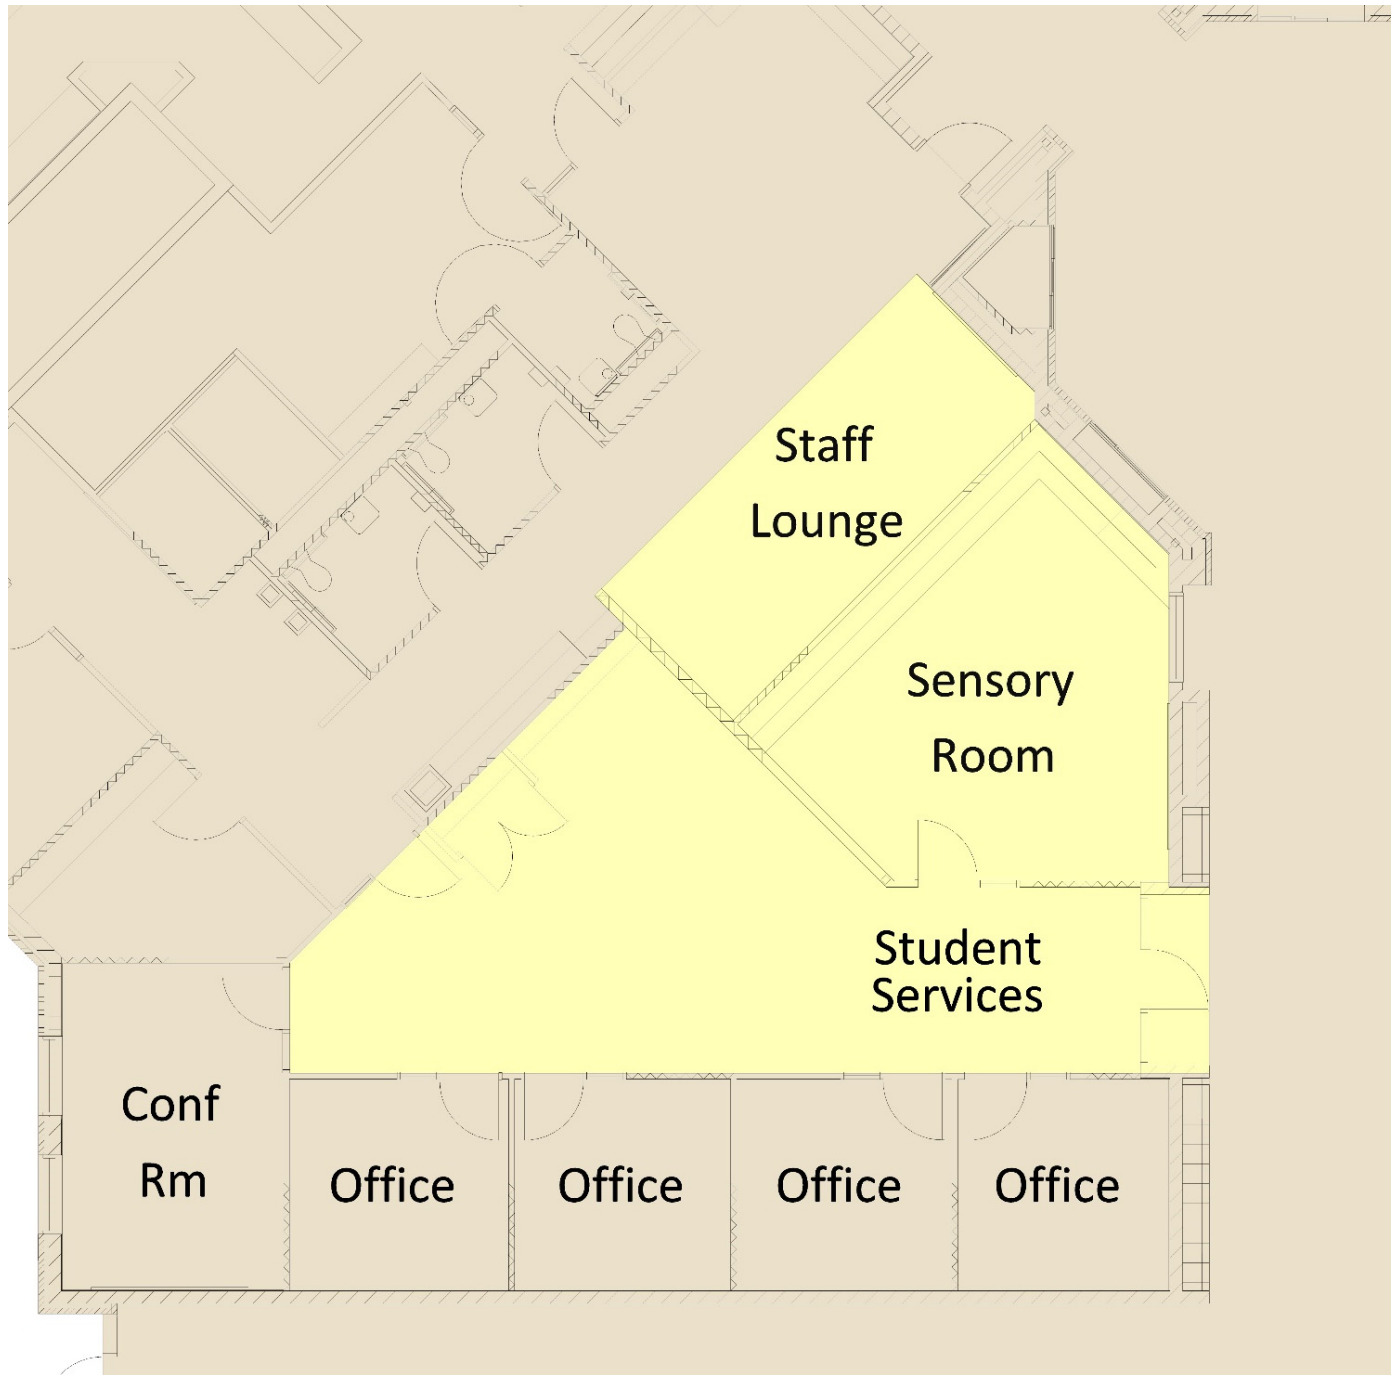 Staff
Lounge
Sensory
Room
Student
Services
Conf
Rm
Office
Office
Office
Office